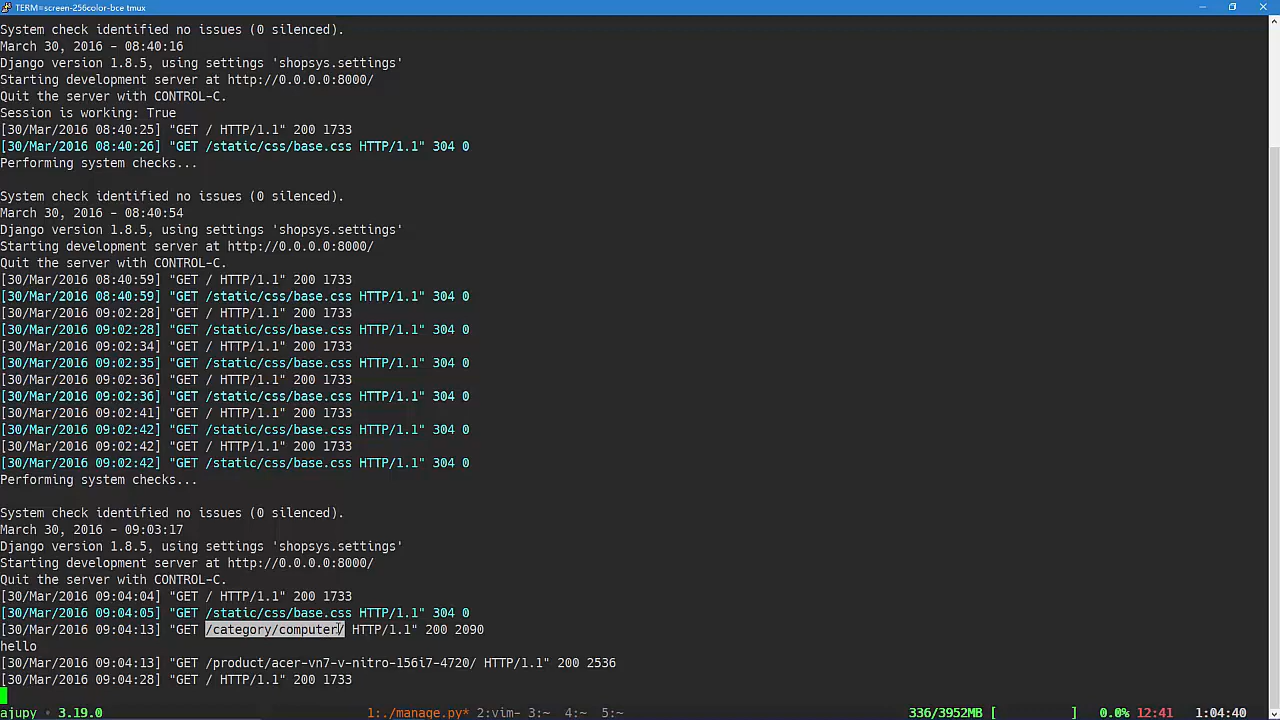 TERM=screen-256color-bce tmux
System check identified no issues (0 silenced).
March 30, 2016 - 08:40:16
Django version 1.8.5, using settings 'shopsys.settings'
Starting development server at http://0.0.0.0:8000/
Quit the server with CONTROL-C.
Session is working: True
[30/Mar/2016 08:40:25] "GET / HTTP/1.1" 200 1733
[30/Mar/2016 08:40:26] "GET /static/css/base.css HTTP/1.1" 304 0
Performing system checks...
System check identified no issues (0 silenced).
March 30, 2016 - 08:40:54
Django version 1.8.5, using settings 'shopsys.settings'
Starting development server at http://0.0.0.0:8000/
Quit the server with CONTROL-C.
[30/Mar/2016 08:40:59] "GET / HTTP/1.1" 200 1733
[30/Mar/2016 08:40:59] "GET /static/css/base.css HTTP/1.1" 304 0
[30/Mar/2016 09:02:28] "GET / HTTP/1.1" 200 1733
[30/Mar/2016 09:02:28] "GET /static/css/base.css HTTP/1.1" 304 0
[30/Mar/2016 09:02:34] "GET / HTTP/1.1" 200 1733
[30/Mar/2016 09:02:35] "GET /static/css/base.css HTTP/1.1" 304 0
[30/Mar/2016 09:02:36] "GET / HTTP/1.1" 200 1733
[30/Mar/2016 09:02:36] "GET /static/css/base.css HTTP/1.1" 304 0
[30/Mar/2016 09:02:41] "GET / HTTP/1.1" 200 1733
[30/Mar/2016 09:02:42] "GET /static/css/base.css HTTP/1.1" 304 0
[30/Mar/2016 09:02:42] "GET / HTTP/1.1" 200 1733
[30/Mar/2016 09:02:42] "GET /static/css/base.css HTTP/1.1" 304 0
Performing system checks...
System check identified no issues (0 silenced).
March 30, 2016 - 09:03:17
Django version 1.8.5, using settings 'shopsys.settings'
Starting development server at http://0.0.0.0:8000/
Quit the server with CONTROL-C.
[30/Mar/2016 09:04:04] "GET / HTTP/1.1" 200 1733
[30/Mar/2016 09:04:05] "GET /static/css/base.css HTTP/1.1" 304 0
[30/Mar/2016 09:04:13] "GET /category/computer/ HTTP/1.1" 200 2090
hello
[30/Mar/2016 09:04:13] "GET /product/acer-vn7-v-nitro-156i7-4720/ HTTP/1.1" 200 2536
[30/Mar/2016 09:04:28] "GET / HTTP/1.1" 200 1733
ajupy • 3.19.0 1:./manage.py* 2:vim- 3:~ 4:~ 5:~ 336/3952MB [ ] 0.0% 12:41 1:04:40